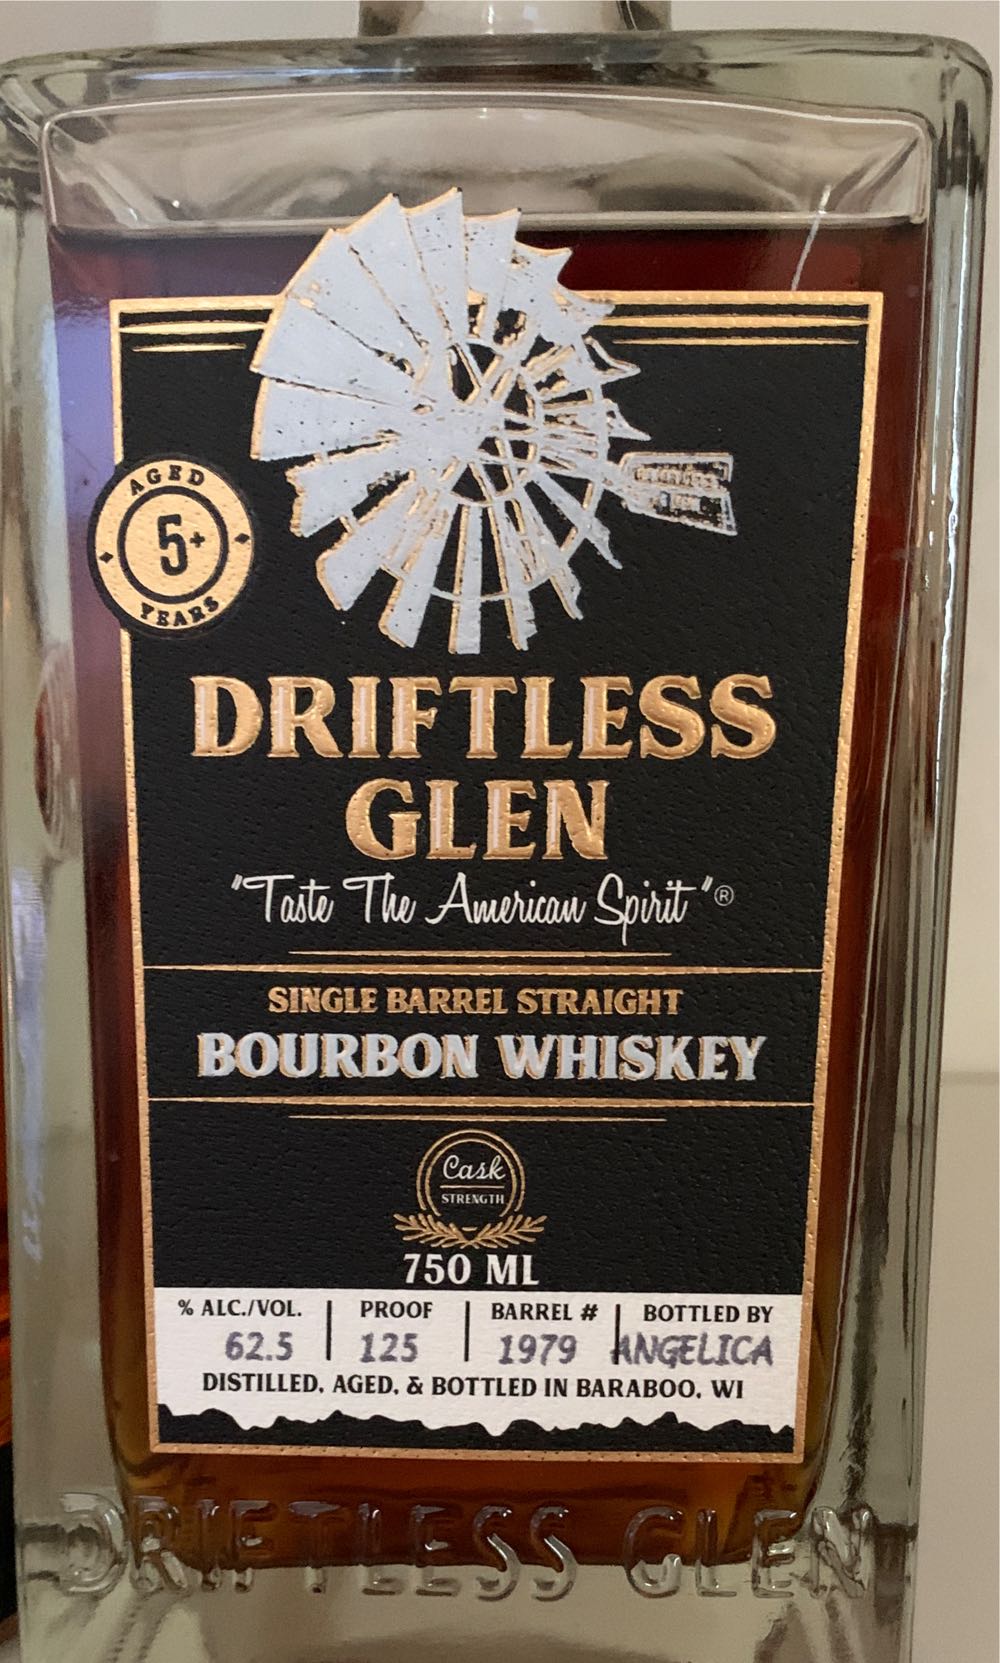 AGED
5+
YEARS
DRIFTLESS
GLEN
"Taste The American Spirit"®
SINGLE BARREL STRAIGHT
BOURBON WHISKEY
Cask
STRENGTH
750 ML
% ALC./VOL. PROOF BARREL # BOTTLED BY
62.5 125 1979 ANGELICA
DISTILLED, AGED, & BOTTLED IN BARABOO, WI
DRIFTLESS GLEN